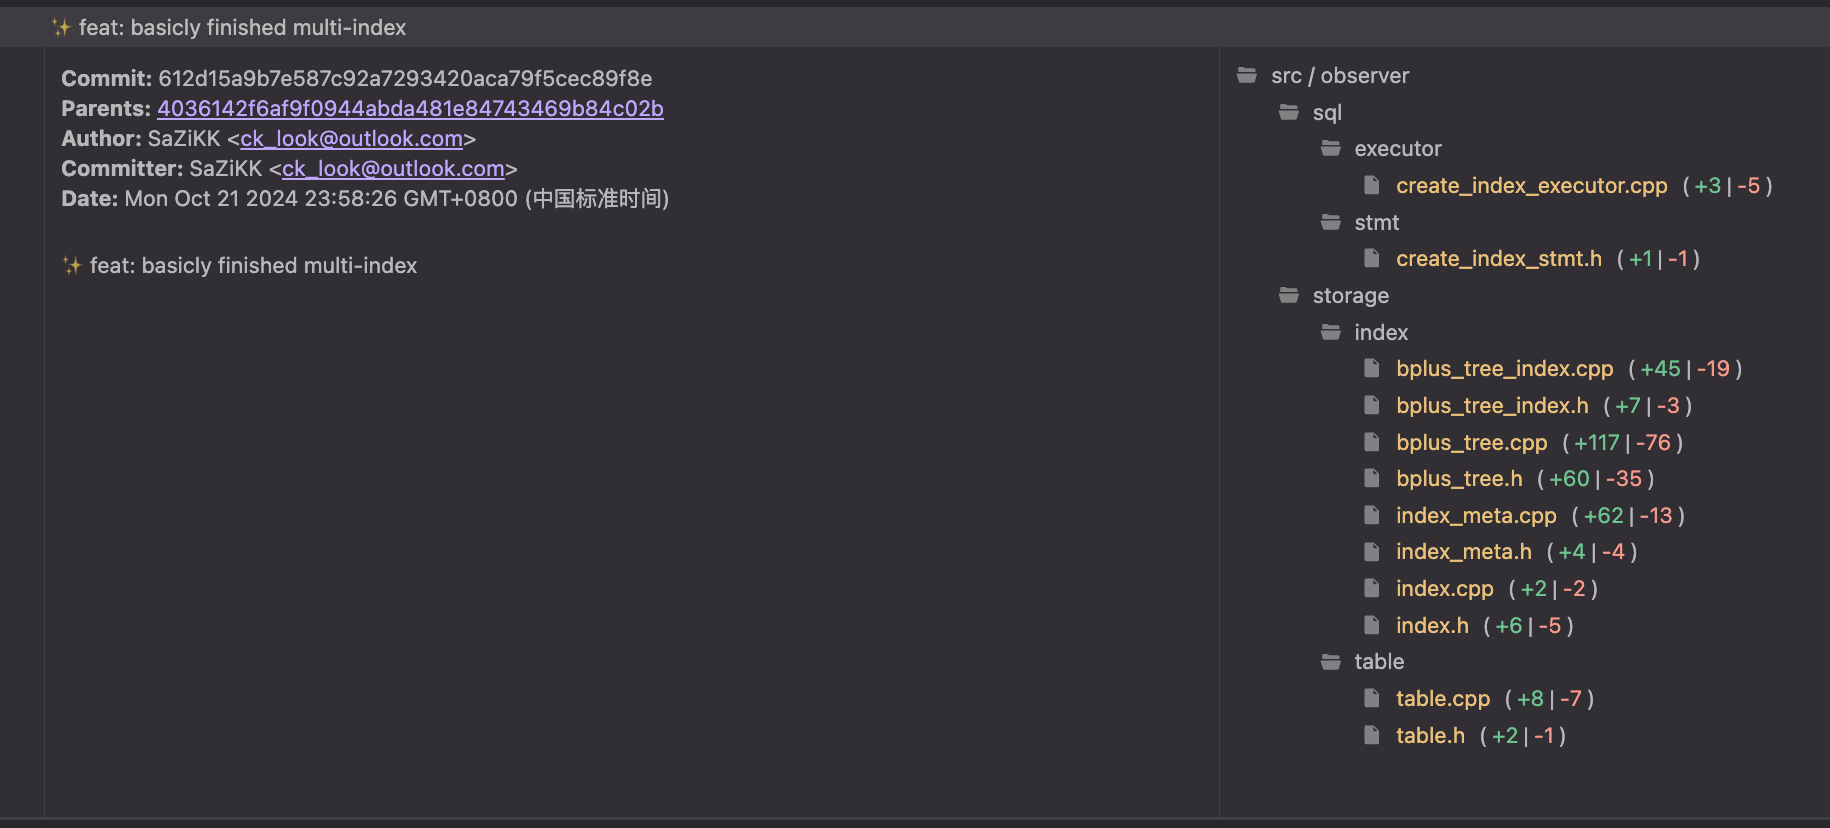 ✨ feat: basicly finished multi-index
Commit: 612d15a9b7e587c92a7293420aca79f5cec89f8e
Parents: 4036142f6af9f0944abda481e84743469b84c02b
Author: SaZiKK <ck_look@outlook.com>
Committer: SaZiKK <ck_look@outlook.com>
Date: Mon Oct 21 2024 23:58:26 GMT+0800 (中国标准时间)
✨ feat: basicly finished multi-index
src / observer
sql
executor
create_index_executor.cpp (+3|-5)
stmt
create_index_stmt.h (+1|-1)
storage
index
bplus_tree_index.cpp (+45|-19)
bplus_tree_index.h (+7|-3)
bplus_tree.cpp (+117|-76)
bplus_tree.h (+60|-35)
index_meta.cpp (+62|-13)
index_meta.h (+4|-4)
index.cpp (+2|-2)
index.h (+6|-5)
table
table.cpp (+8|-7)
table.h (+2|-1)